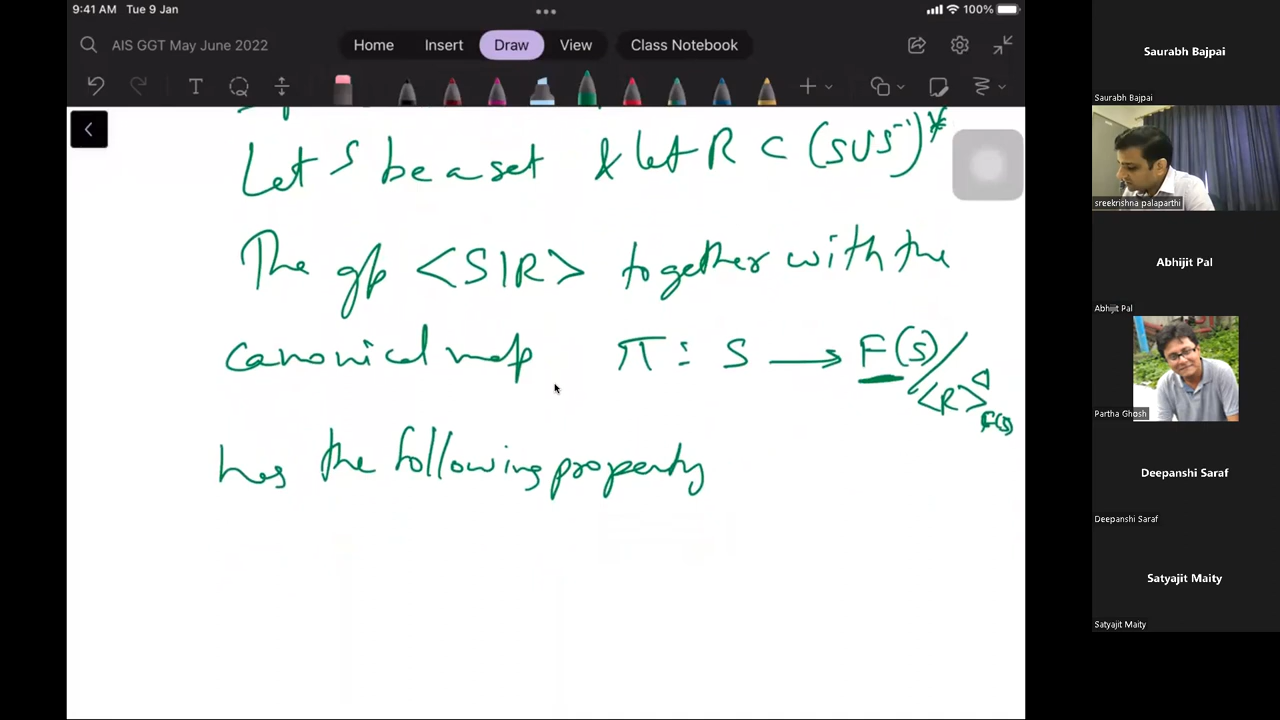 9:41 AM Tue 9 Jan
100%
AIS GGT May June 2022
Home Insert Draw View Class Notebook
Let S be a set & let R ⊂ (S∪S⁻¹)*
The gp <S|R> together with the
canonical map π : S → F(S)/<R>◁F(S)
has the following property
Saurabh Bajpai
Saurabh Bajpai
sreekrishna palaparthi
Abhijit Pal
Abhijit Pal
Partha Ghosh
Deepanshi Saraf
Deepanshi Saraf
Satyajit Maity
Satyajit Maity